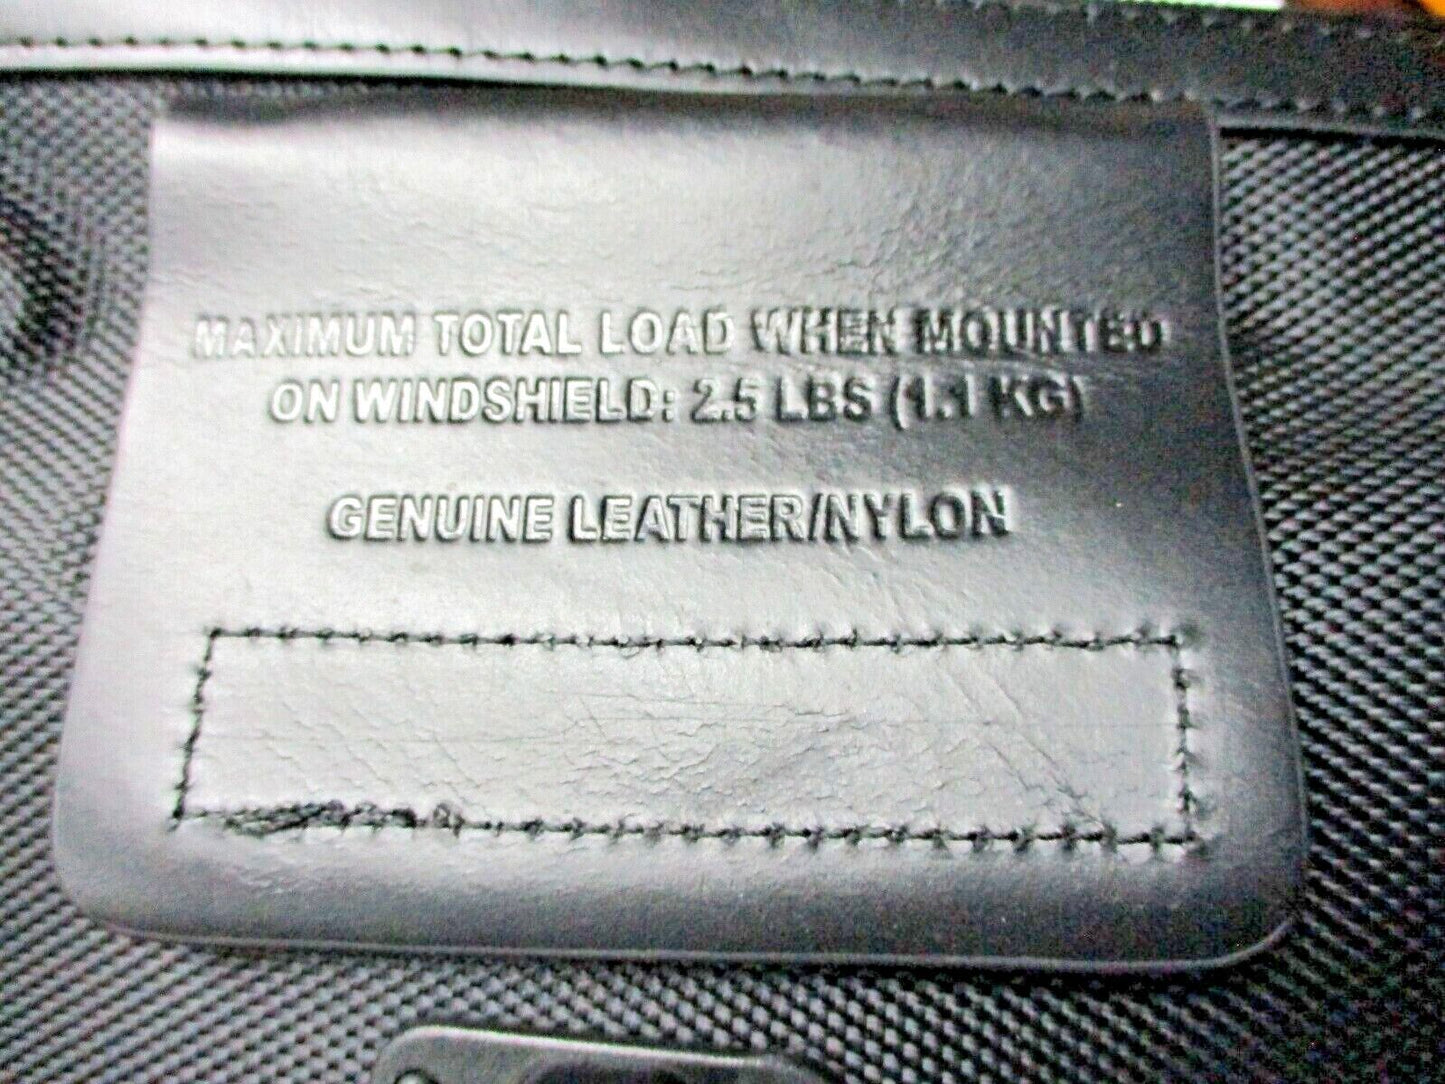 MAXIMUM TOTAL LOAD WHEN MOUNTED
ON WINDSHIELD: 2.5 LBS (1.1 KG)
GENUINE LEATHER/NYLON